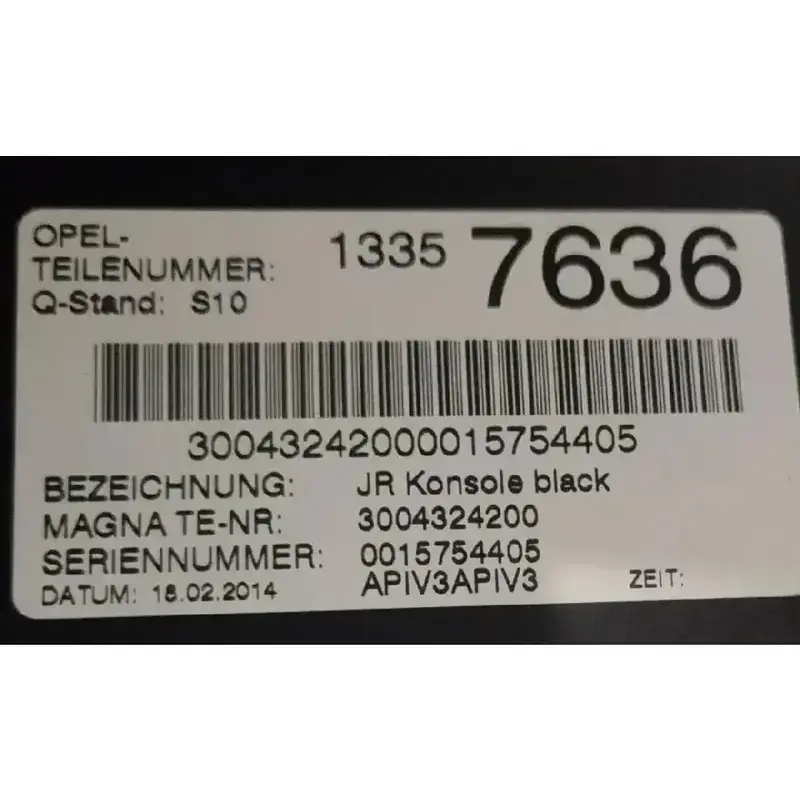 OPEL-
TEILENUMMER: 1335 7636
Q-Stand: S10
30043242000015754405
BEZEICHNUNG: JR Konsole black
MAGNA TE-NR: 3004324200
SERIENNUMMER: 0015754405
DATUM: 18.02.2014 APIV3APIV3 ZEIT: